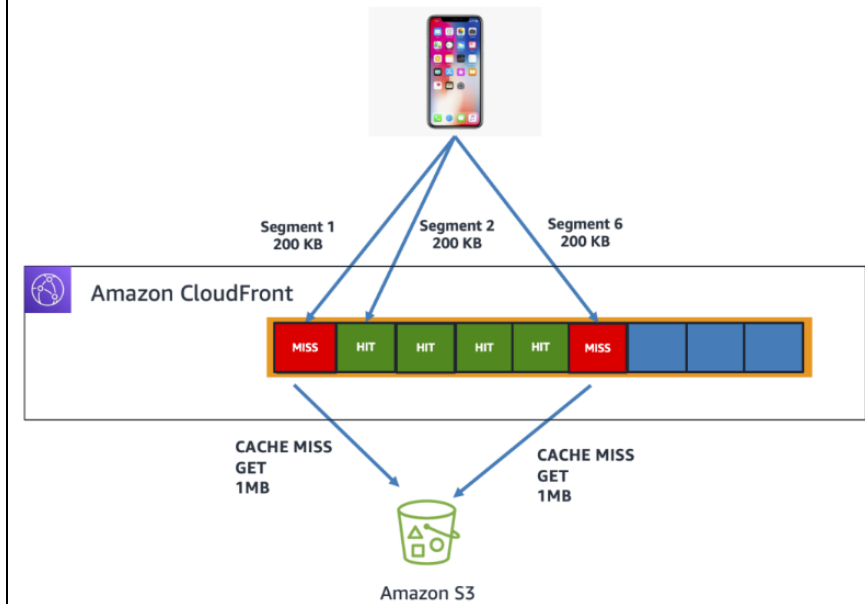 Segment 1
200 KB
Segment 2
200 KB
Segment 6
200 KB
Amazon CloudFront
MISS
HIT
HIT
HIT
HIT
MISS
CACHE MISS
GET
1MB
CACHE MISS
GET
1MB
Amazon S3